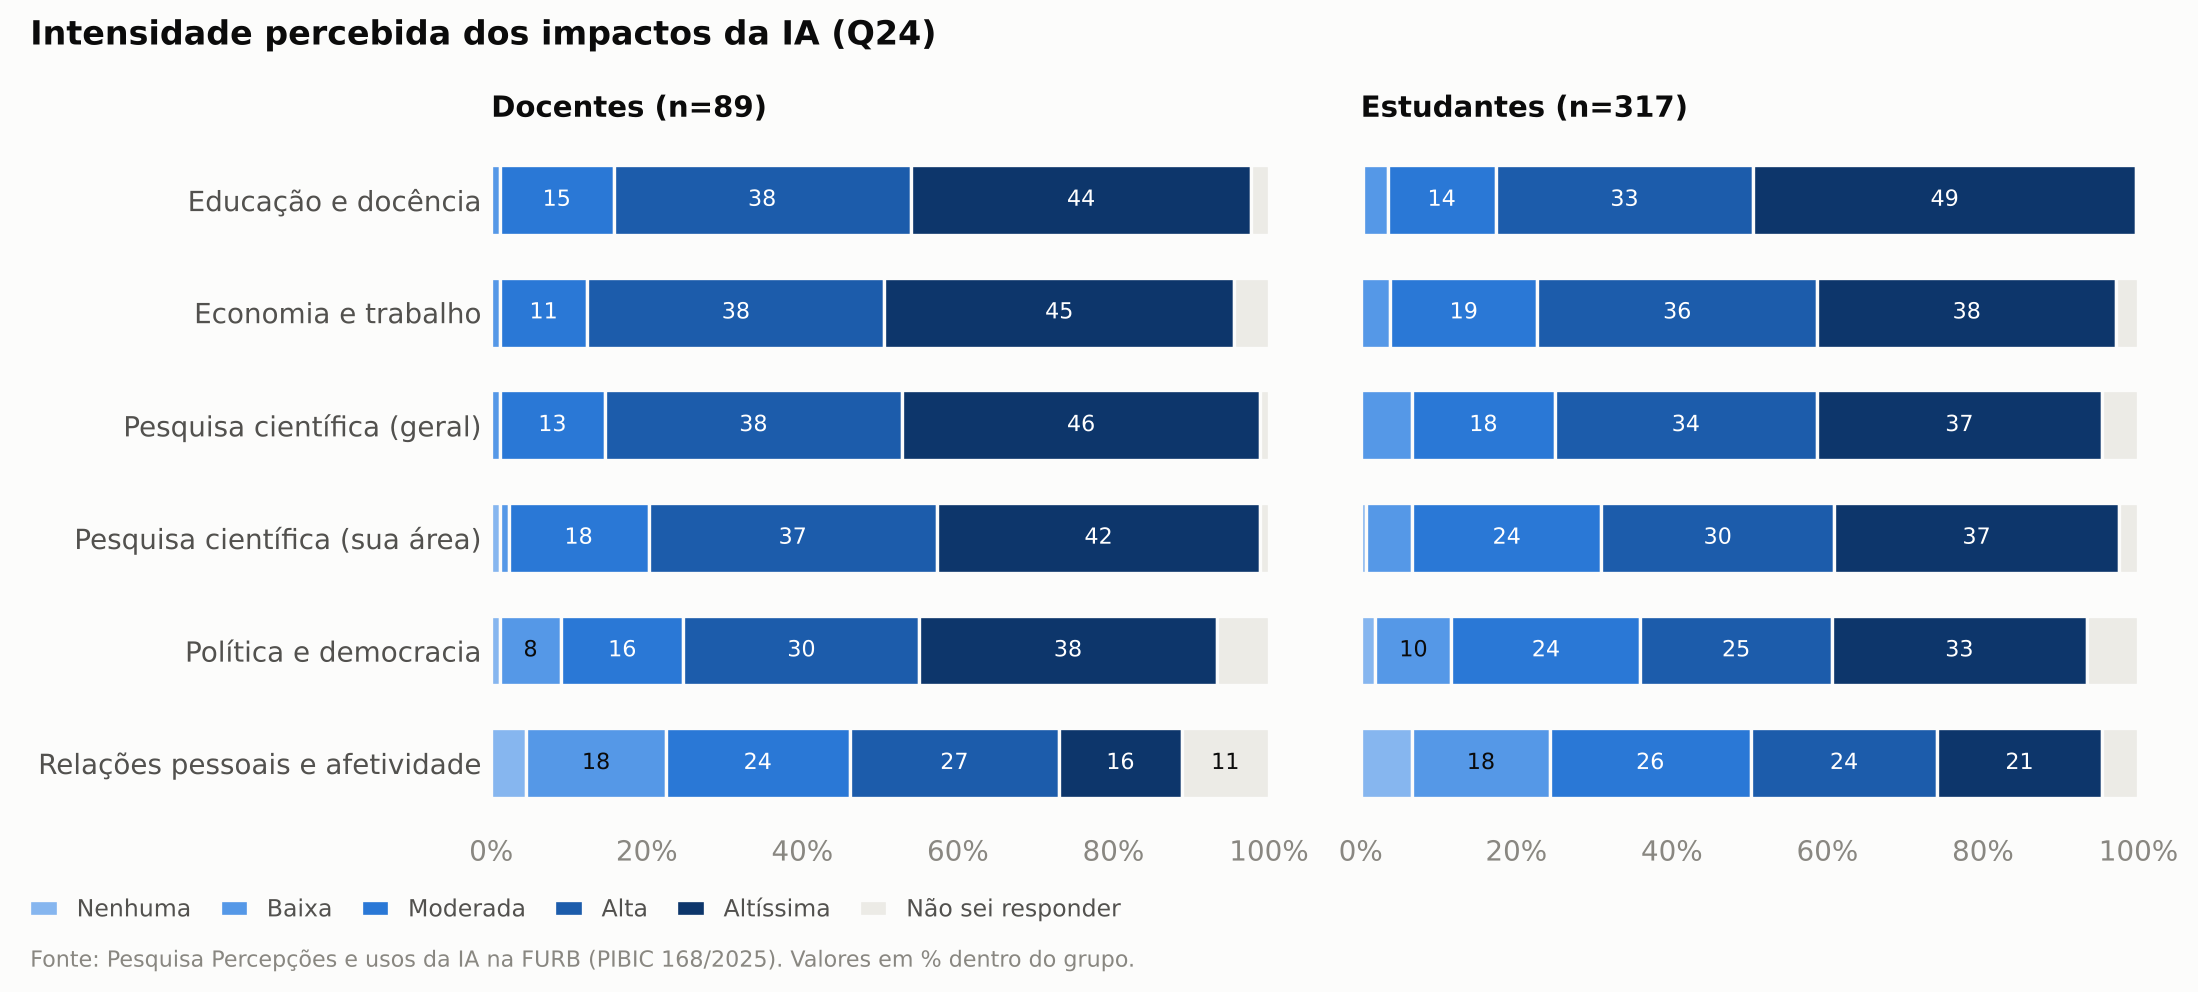 Intensidade percebida dos impactos da IA (Q24)
Docentes (n=89) Estudantes (n=317)
Educação e docência 15 38 44 14 33 49
Economia e trabalho 11 38 45 19 36 38
Pesquisa científica (geral) 13 38 46 18 34 37
Pesquisa científica (sua área) 18 37 42 24 30 37
Política e democracia 8 16 30 38 10 24 25 33
Relações pessoais e afetividade 18 24 27 16 11 18 26 24 21
0% 20% 40% 60% 80% 100% 0% 20% 40% 60% 80% 100%
Nenhuma Baixa Moderada Alta Altíssima Não sei responder
Fonte: Pesquisa Percepções e usos da IA na FURB (PIBIC 168/2025). Valores em % dentro do grupo.